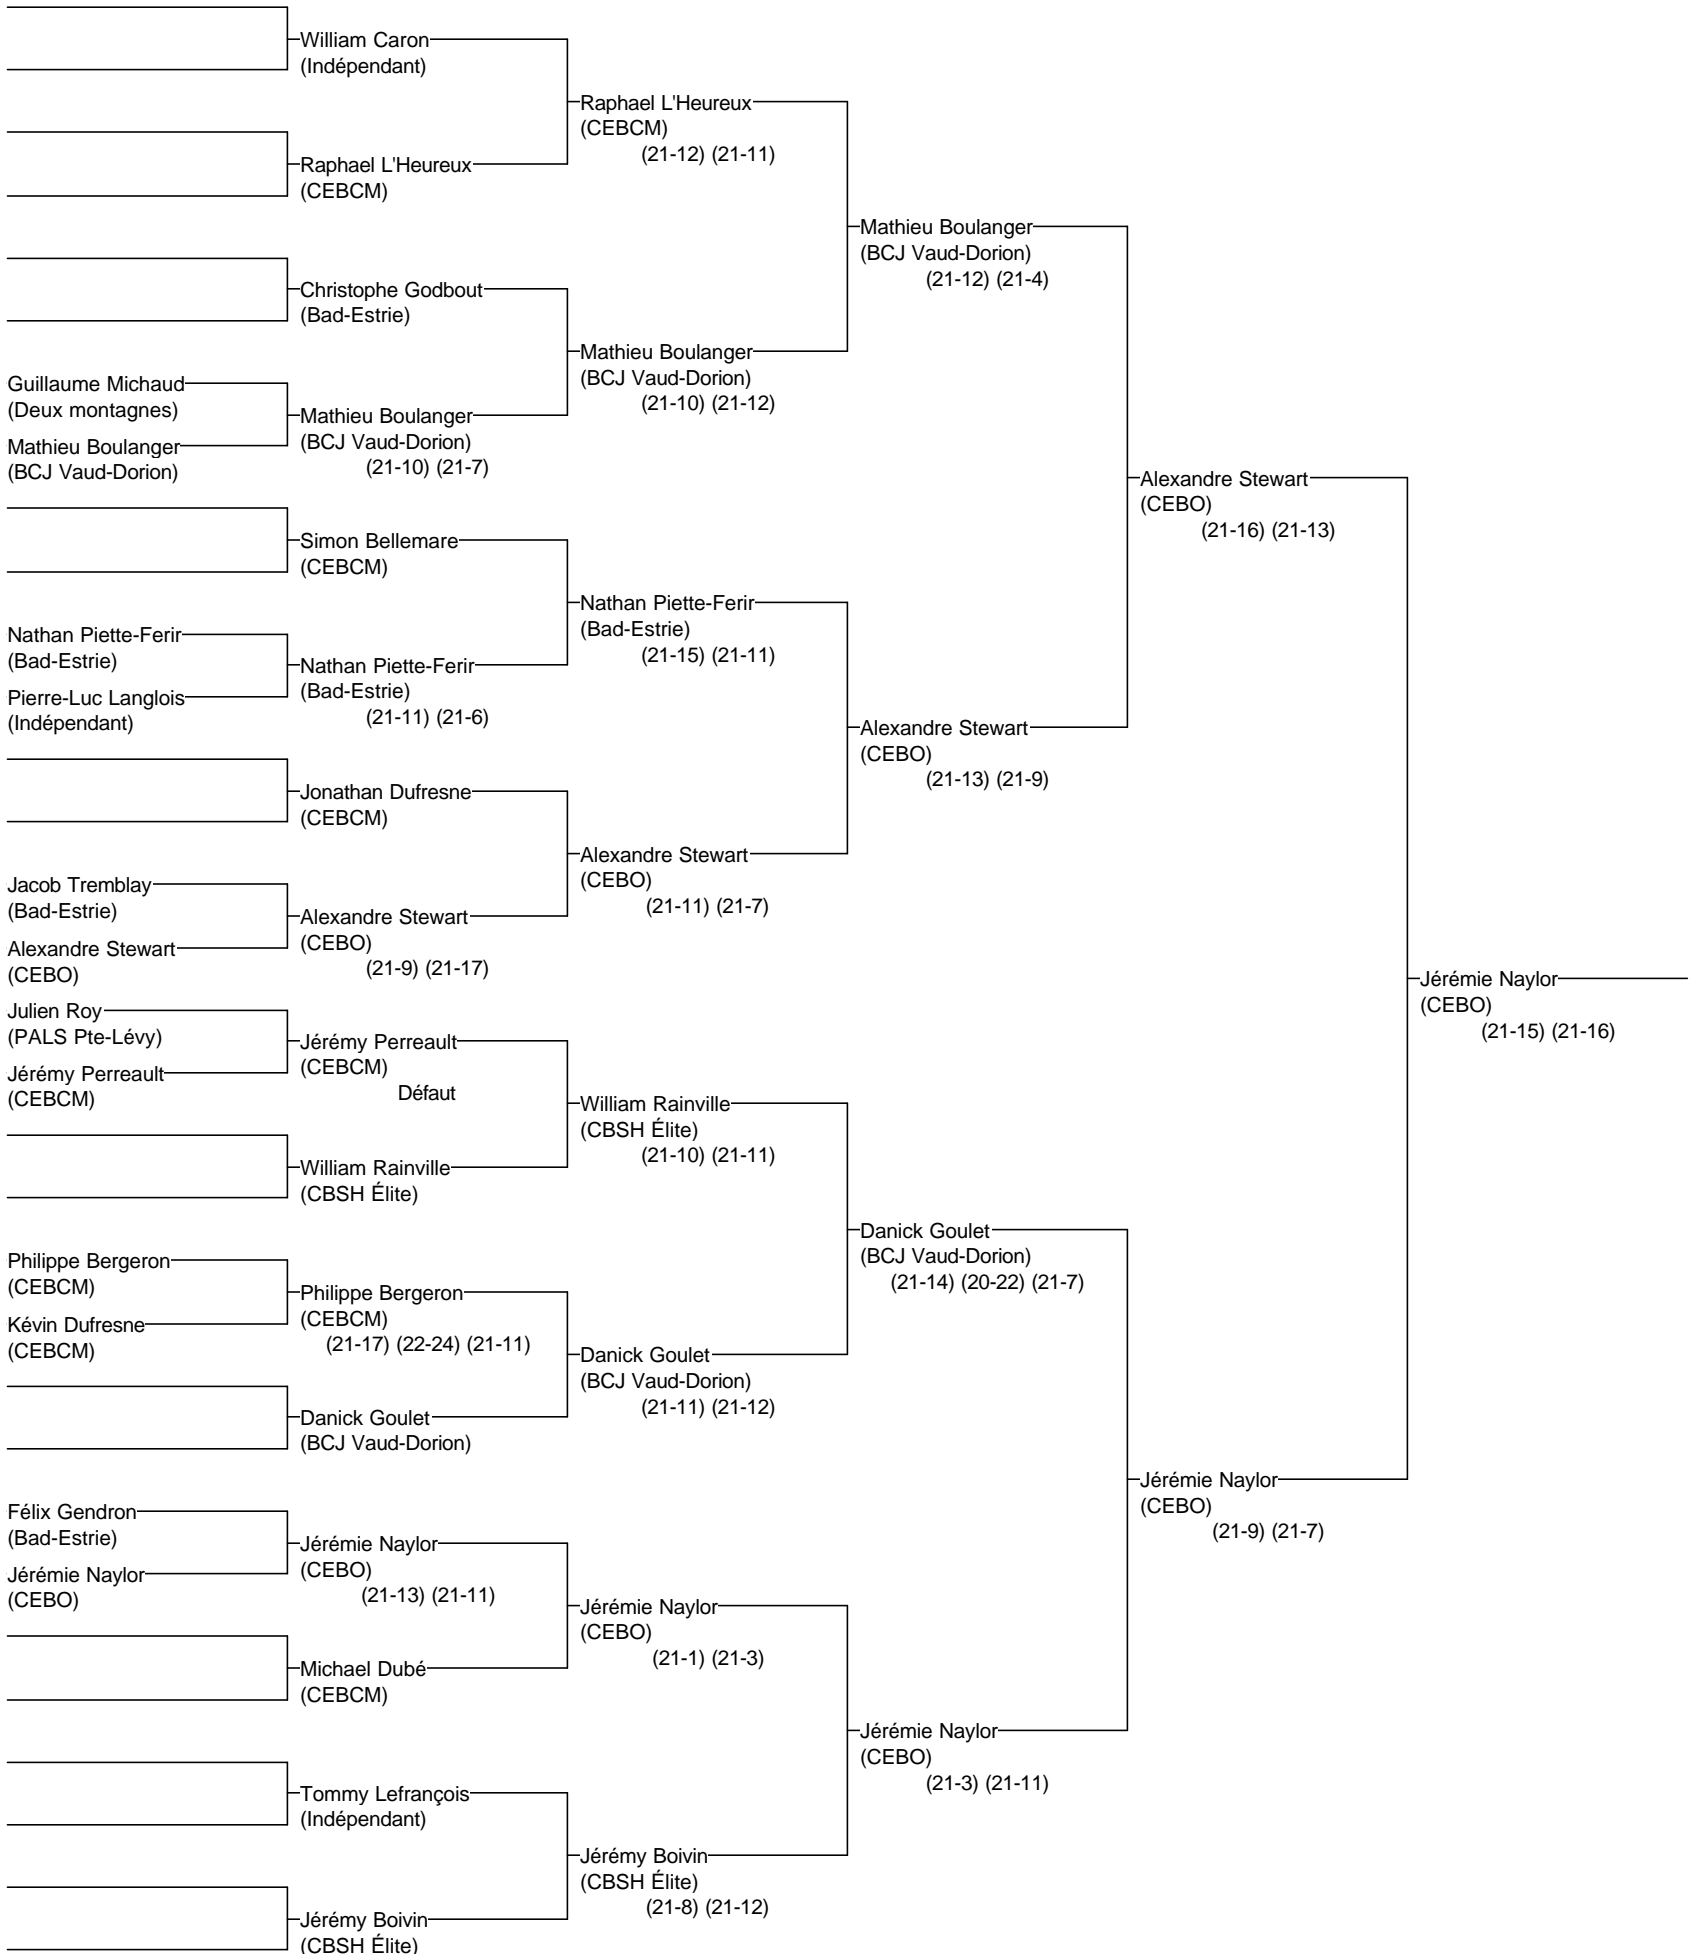 William Caron
(Indépendant)
Raphael L'Heureux
(CEBCM)
(21-12) (21-11)
Raphael L'Heureux
(CEBCM)
Mathieu Boulanger
(BCJ Vaud-Dorion)
(21-12) (21-4)
Christophe Godbout
(Bad-Estrie)
Mathieu Boulanger
(BCJ Vaud-Dorion)
(21-10) (21-12)
Guillaume Michaud
(Deux montagnes)
Mathieu Boulanger
(BCJ Vaud-Dorion)
Mathieu Boulanger
(BCJ Vaud-Dorion)
(21-10) (21-7)
Alexandre Stewart
(CEBO)
(21-16) (21-13)
Simon Bellemare
(CEBCM)
Nathan Piette-Ferir
(Bad-Estrie)
(21-15) (21-11)
Nathan Piette-Ferir
(Bad-Estrie)
Pierre-Luc Langlois
(Indépendant)
Nathan Piette-Ferir
(Bad-Estrie)
(21-11) (21-6)
Alexandre Stewart
(CEBO)
(21-13) (21-9)
Jonathan Dufresne
(CEBCM)
Alexandre Stewart
(CEBO)
(21-11) (21-7)
Jacob Tremblay
(Bad-Estrie)
Alexandre Stewart
(CEBO)
Alexandre Stewart
(CEBO)
(21-9) (21-17)
Jérémie Naylor
(CEBO)
(21-15) (21-16)
Julien Roy
(PALS Pte-Lévy)
Jérémy Perreault
(CEBCM)
Jérémy Perreault
(CEBCM)
Défaut
William Rainville
(CBSH Élite)
(21-10) (21-11)
William Rainville
(CBSH Élite)
Danick Goulet
(BCJ Vaud-Dorion)
(21-14) (20-22) (21-7)
Philippe Bergeron
(CEBCM)
Kévin Dufresne
(CEBCM)
Philippe Bergeron
(CEBCM)
(21-17) (22-24) (21-11)
Danick Goulet
(BCJ Vaud-Dorion)
(21-11) (21-12)
Danick Goulet
(BCJ Vaud-Dorion)
Jérémie Naylor
(CEBO)
(21-9) (21-7)
Félix Gendron
(Bad-Estrie)
Jérémie Naylor
(CEBO)
Jérémie Naylor
(CEBO)
(21-13) (21-11)
Jérémie Naylor
(CEBO)
(21-1) (21-3)
Michael Dubé
(CEBCM)
Jérémie Naylor
(CEBO)
(21-3) (21-11)
Tommy Lefrançois
(Indépendant)
Jérémy Boivin
(CBSH Élite)
(21-8) (21-12)
Jérémy Boivin
(CBSH Élite)